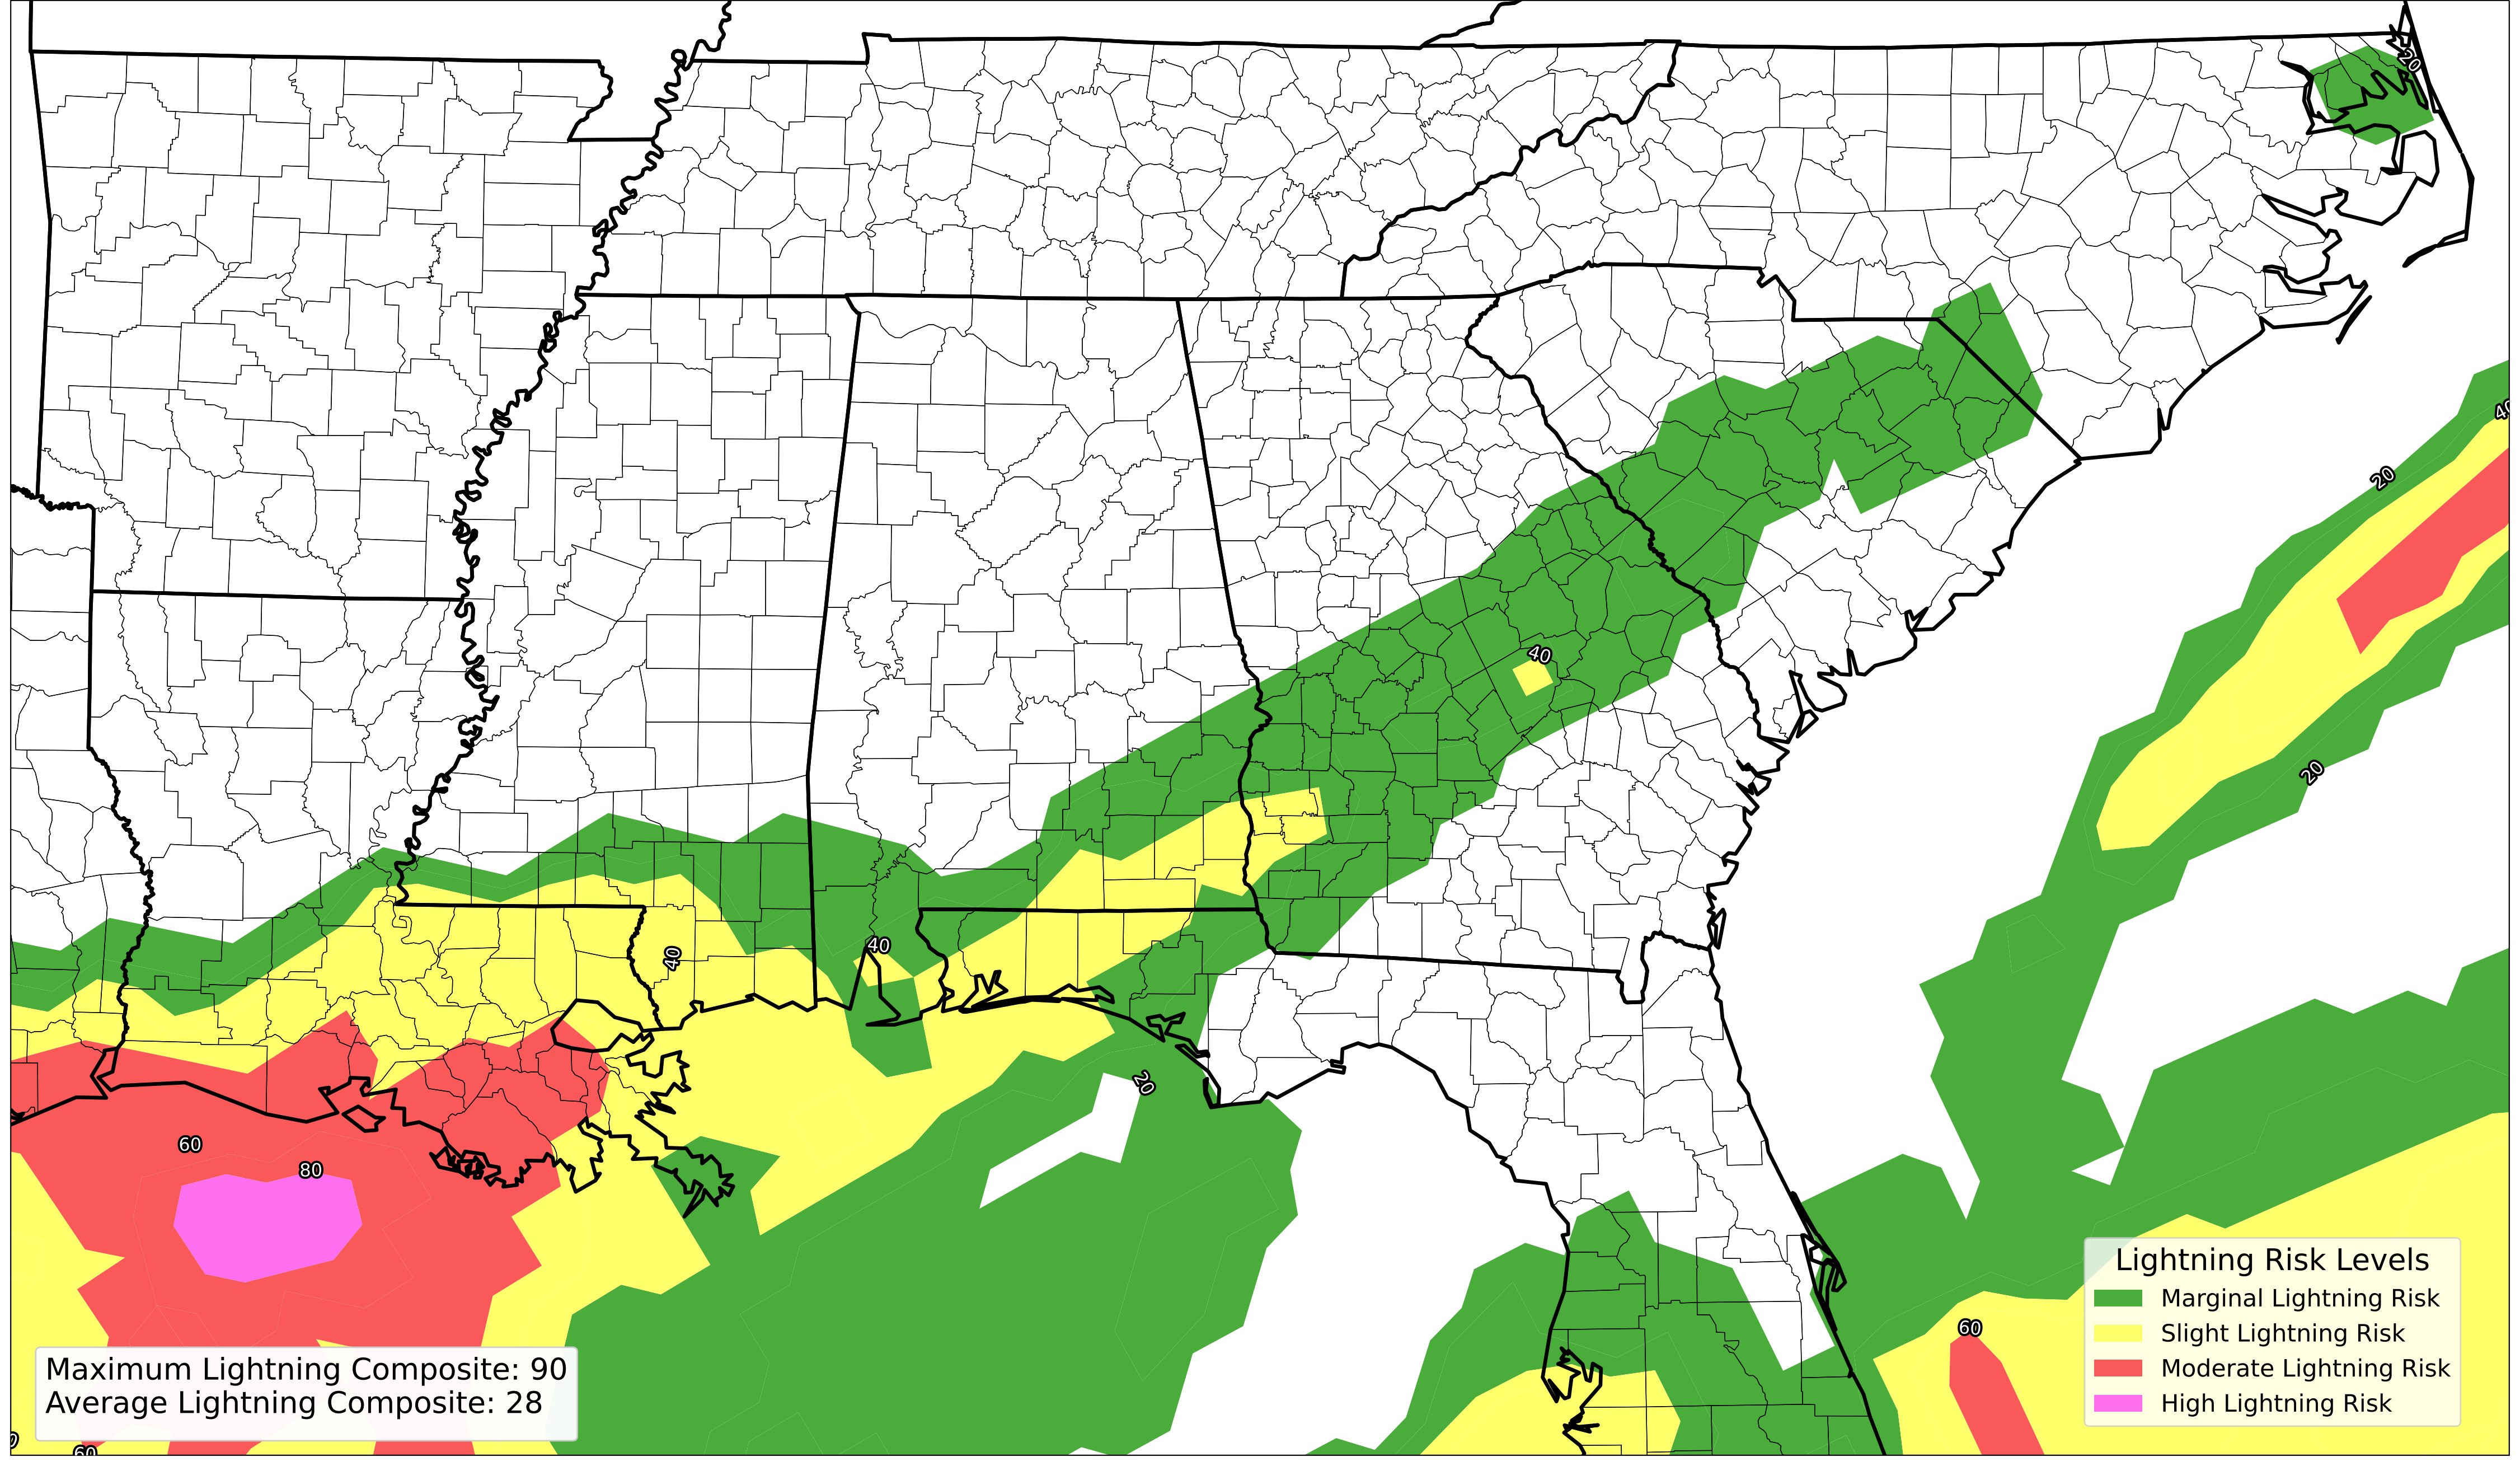 20
40
20
40
20
40
40
20
60
80
60
Lightning Risk Levels
Marginal Lightning Risk
Slight Lightning Risk
Moderate Lightning Risk
High Lightning Risk
Maximum Lightning Composite: 90
Average Lightning Composite: 28
60